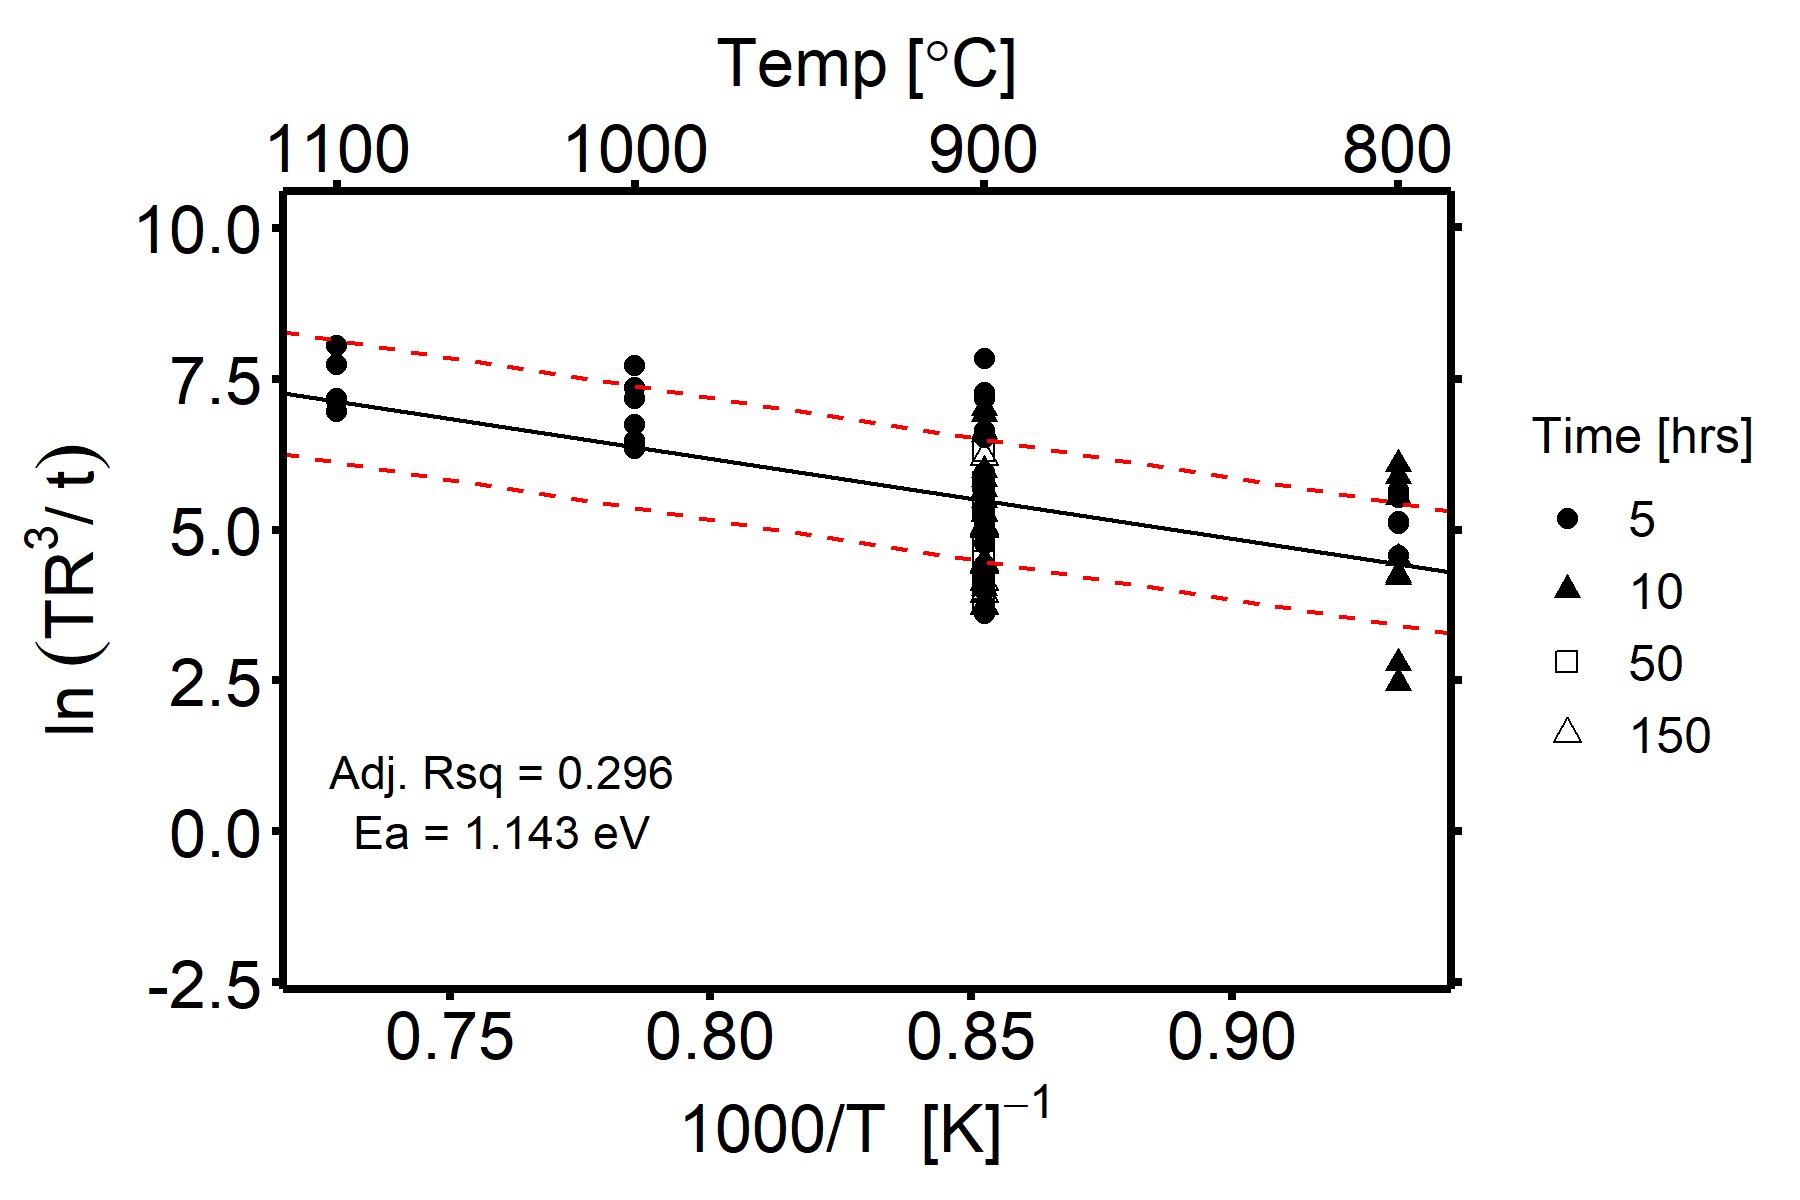 Temp [°C]
1100 1000 900 800
10.0
7.5
5.0
2.5
0.0
-2.5
ln (TR³/ t)
Adj. Rsq = 0.296
Ea = 1.143 eV
0.75 0.80 0.85 0.90
1000/T [K]⁻¹
Time [hrs]
5
10
50
150